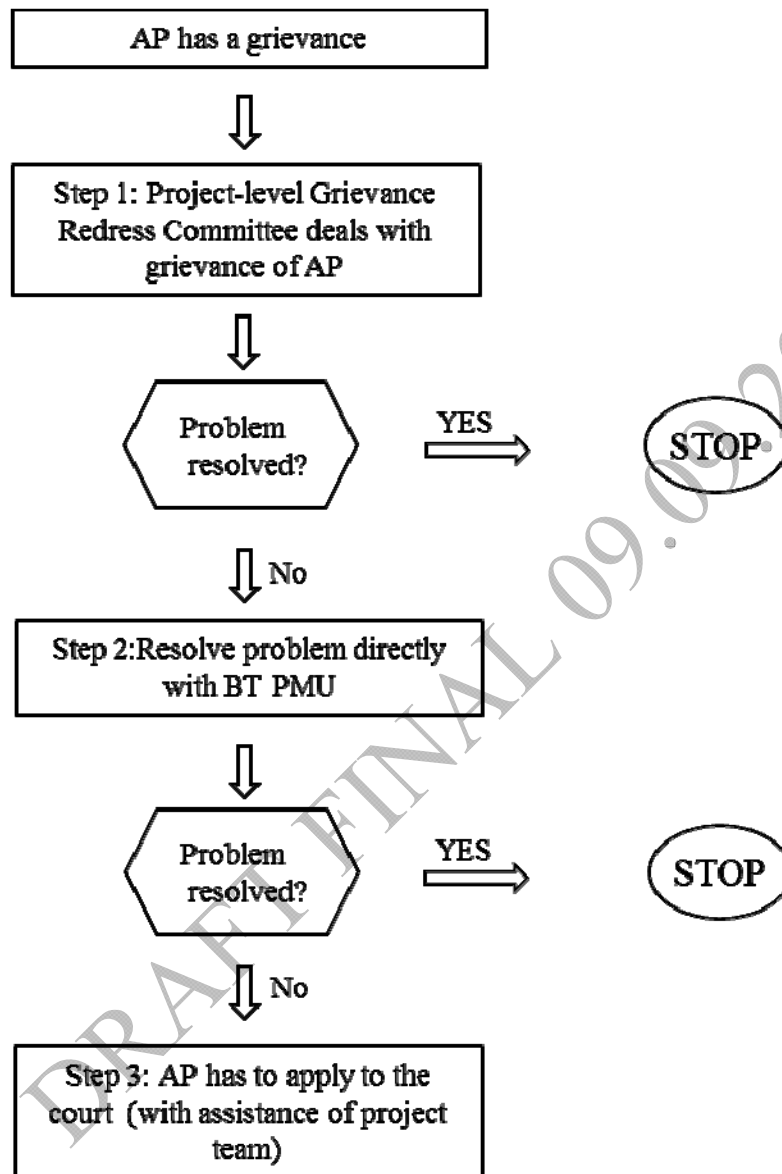 AP has a grievance
Step 1: Project-level Grievance
Redress Committee deals with
grievance of AP
Problem
resolved?
YES
STOP
No
Step 2:Resolve problem directly
with BT PMU
Problem
resolved?
YES
STOP
No
Step 3: AP has to apply to the
court (with assistance of project
team)
DRAFT FINAL 09.09.2